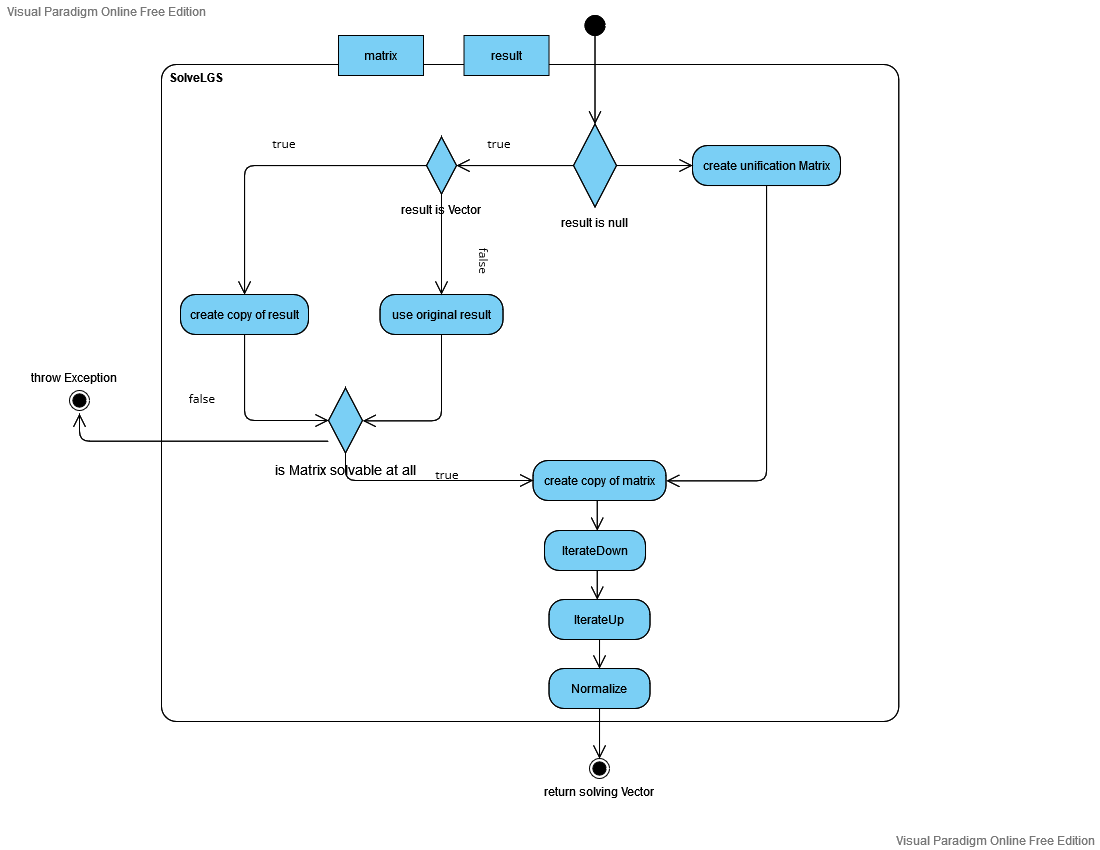 Visual Paradigm Online Free Edition
matrix
result
SolveLGS
true
true
create unification Matrix
result is Vector
result is null
false
create copy of result
use original result
throw Exception
false
is Matrix solvable at all
true
create copy of matrix
IterateDown
IterateUp
Normalize
return solving Vector
Visual Paradigm Online Free Edition